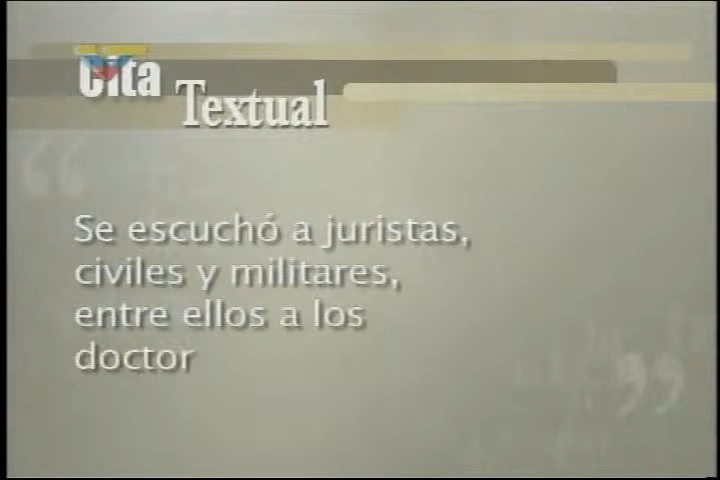 Cita
Textual
Se escuchó a juristas,
civiles y militares,
entre ellos a los
doctor